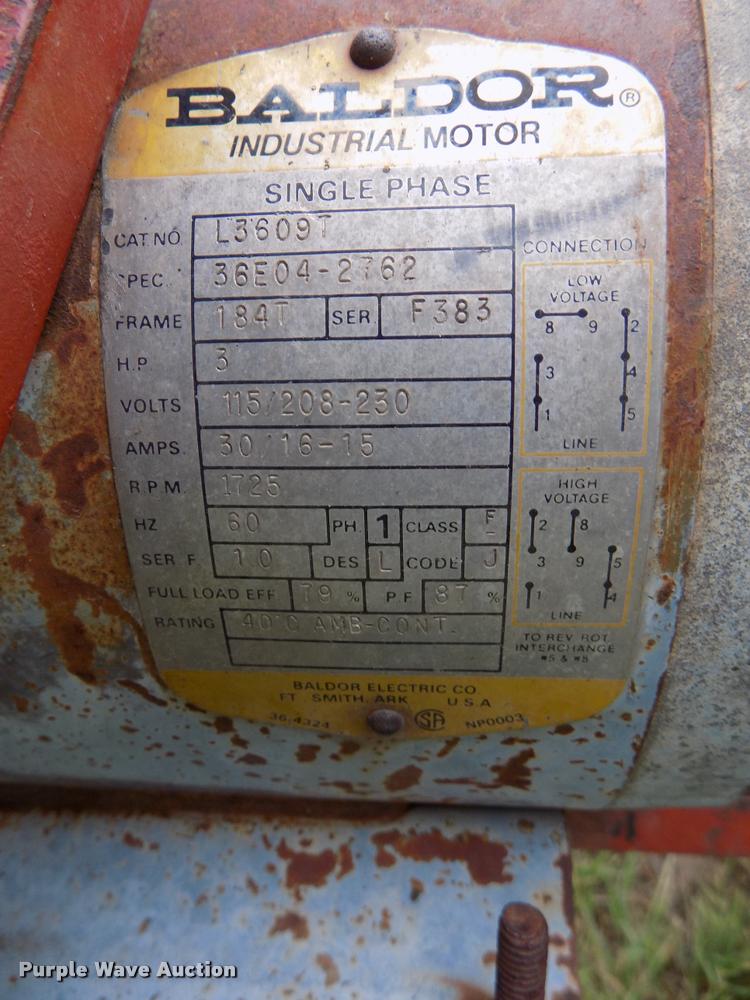 BALDOR®
INDUSTRIAL MOTOR
SINGLE PHASE
CAT.NO. L3609T
SPEC. 36E04-2762
FRAME 184T SER. F383
H.P. 3
VOLTS 115/208-230
AMPS. 30/16-15
R.P.M. 1725
HZ 60 PH. 1 CLASS F
SER.F. 1.0 DES L CODE J
FULL LOAD EFF. 79 % P.F. 87 %
RATING 40°C AMB-CONT.
CONNECTION
LOW
VOLTAGE
8 9 2
3 4
1 5
LINE
HIGH
VOLTAGE
2 8
3 9 5
1 4
LINE
TO REV. ROT.
INTERCHANGE
#5 & #8
BALDOR ELECTRIC CO
FT. SMITH, ARK U.S.A
36-4324 SA NP0003
Purple Wave Auction